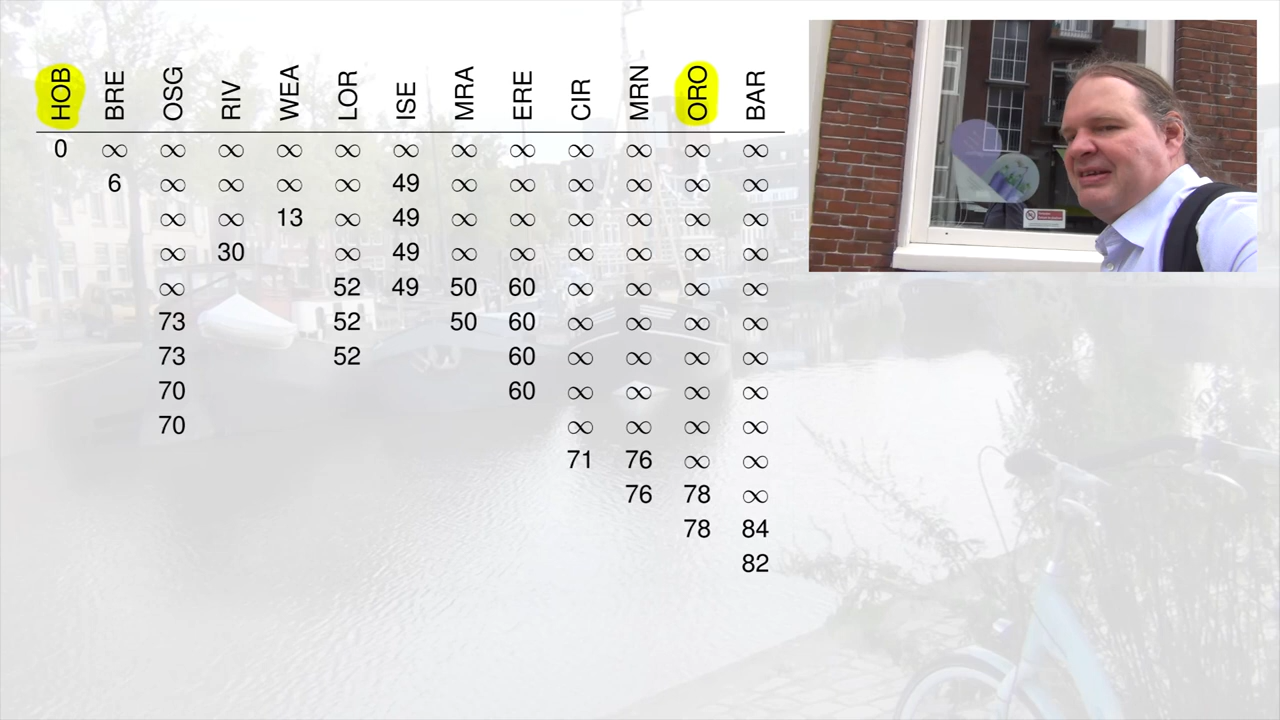 HOB BRE OSG RIV WEA LOR ISE MRA ERE CIR MRN ORO BAR
0 ∞ ∞ ∞ ∞ ∞ ∞ ∞ ∞ ∞ ∞ ∞ ∞
6 ∞ ∞ ∞ ∞ 49 ∞ ∞ ∞ ∞ ∞ ∞
∞ ∞ 13 ∞ 49 ∞ ∞ ∞ ∞ ∞ ∞
∞ 30 ∞ 49 ∞ ∞ ∞ ∞ ∞ ∞
∞ 52 49 50 60 ∞ ∞ ∞ ∞
73 52 50 60 ∞ ∞ ∞ ∞
73 52 60 ∞ ∞ ∞ ∞
70 60 ∞ ∞ ∞ ∞
70 ∞ ∞ ∞ ∞
71 76 ∞ ∞
76 78 ∞
78 84
82